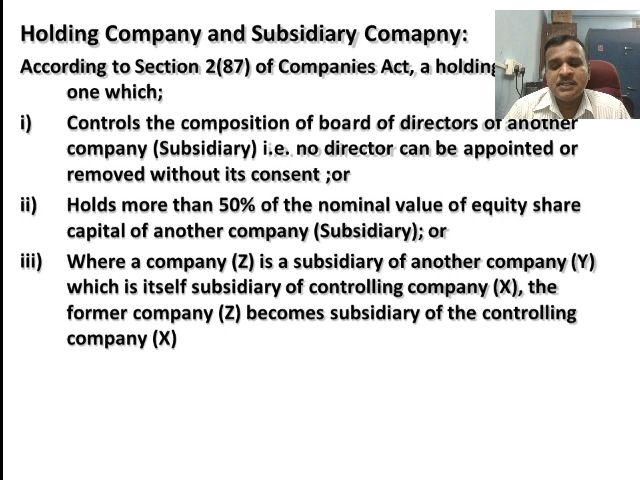 Holding Company and Subsidiary Comapny:
According to Section 2(87) of Companies Act, a holding
one which;
i) Controls the composition of board of directors of another
company (Subsidiary) i.e. no director can be appointed or
removed without its consent ;or
ii) Holds more than 50% of the nominal value of equity share
capital of another company (Subsidiary); or
iii) Where a company (Z) is a subsidiary of another company (Y)
which is itself subsidiary of controlling company (X), the
former company (Z) becomes subsidiary of the controlling
company (X)